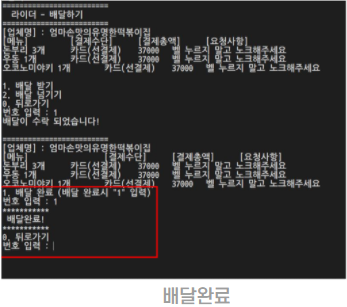 ==========================
라이더 - 배달하기
==========================
[업체명] : 엄마손맛의유명한떡볶이집
[메뉴] [결제수단] [결제총액] [요청사항]
돈부리 3개 카드(선결제) 37000 벨 누르지 말고 노크해주세요
우동 1개 카드(선결제) 37000 벨 누르지 말고 노크해주세요
오코노미야키 1개 카드(선결제) 37000 벨 누르지 말고 노크해주세요
1. 배달 받기
2. 배달 넘기기
0. 뒤로가기
번호 입력 : 1
배달이 수락 되었습니다!
==========================
[업체명] : 엄마손맛의유명한떡볶이집
[메뉴] [결제수단] [결제총액] [요청사항]
돈부리 3개 카드(선결제) 37000 벨 누르지 말고 노크해주세요
우동 1개 카드(선결제) 37000 벨 누르지 말고 노크해주세요
오코노미야키 1개 카드(선결제) 37000 벨 누르지 말고 노크해주세요
1. 배달 완료 (배달 완료시 "1" 입력)
번호 입력 : 1
***********
배달완료!
***********
0. 뒤로가기
번호 입력 :
배달완료